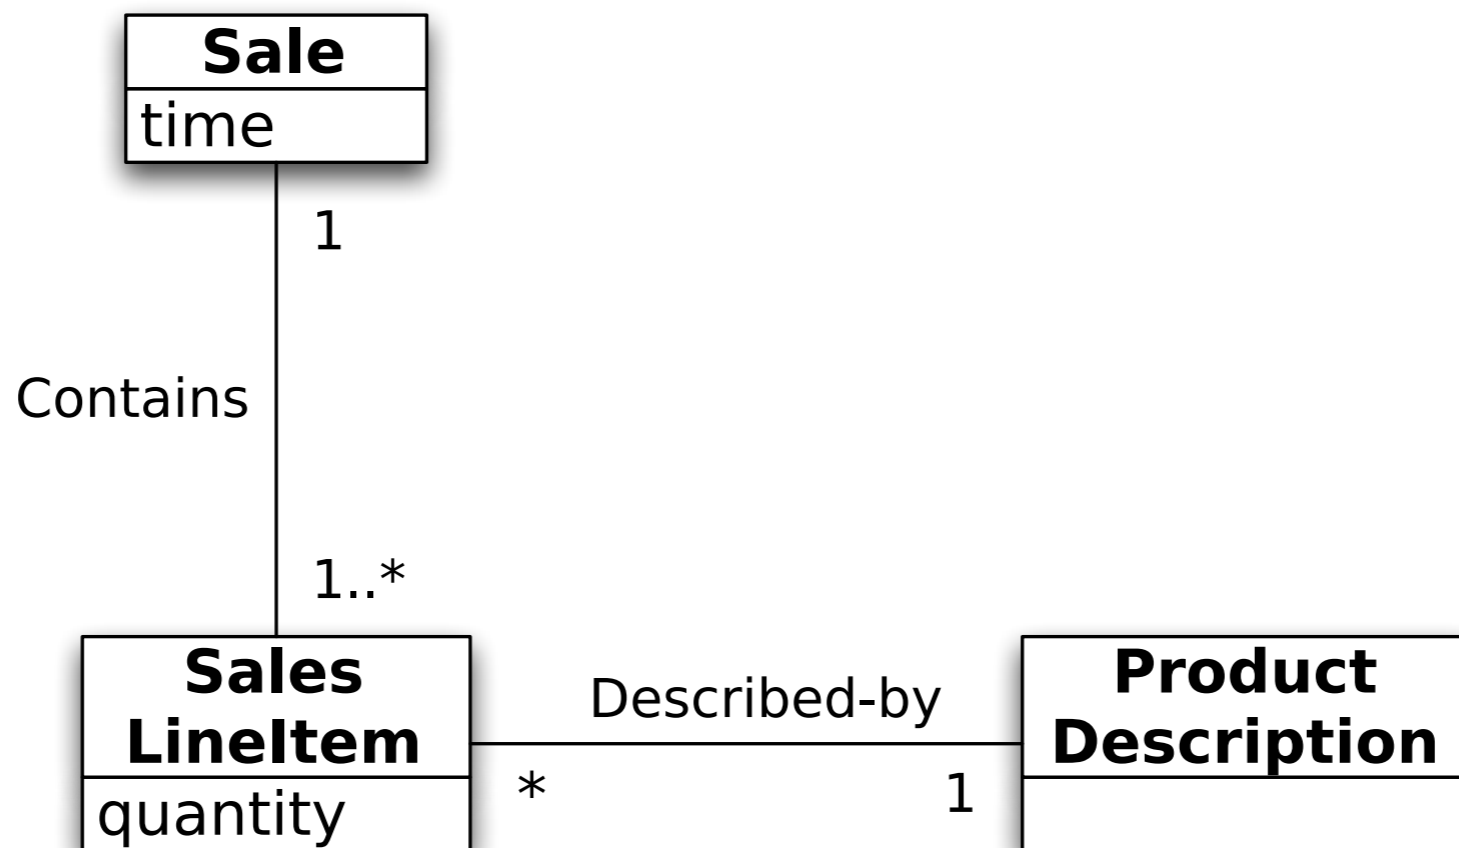 Sale
time
1
Contains
1..*
Sales
LineItem
quantity
Described-by
*
1
Product
Description